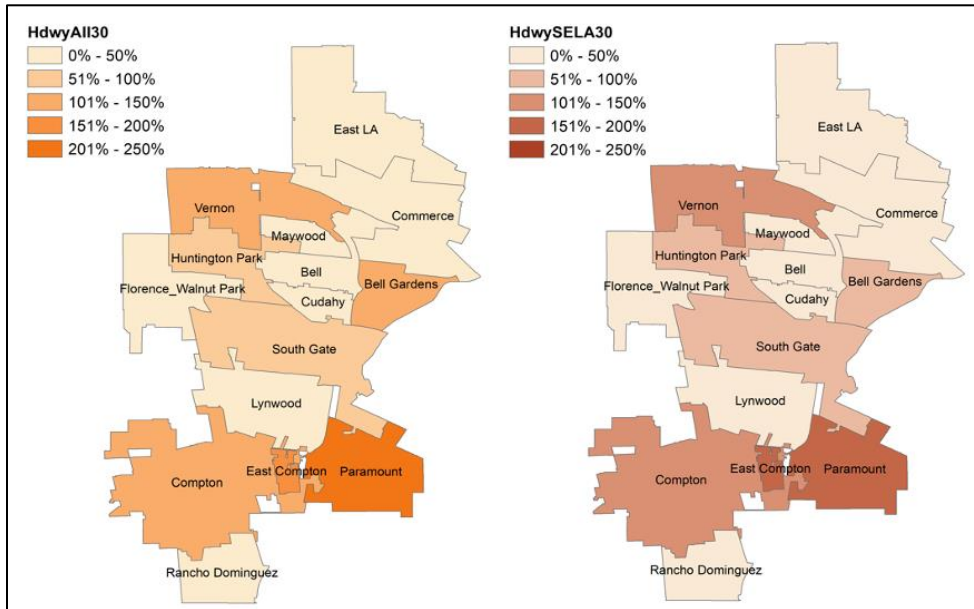 HdwyAll30
0% - 50%
51% - 100%
101% - 150%
151% - 200%
201% - 250%
East LA
Vernon
Commerce
Maywood
Huntington Park
Bell
Bell Gardens
Florence_Walnut Park
Cudahy
South Gate
Lynwood
East Compton
Paramount
Compton
Rancho Dominguez
HdwySELA30
0% - 50%
51% - 100%
101% - 150%
151% - 200%
201% - 250%
East LA
Vernon
Commerce
Maywood
Huntington Park
Bell
Bell Gardens
Florence_Walnut Park
Cudahy
South Gate
Lynwood
East Compton
Paramount
Compton
Rancho Dominguez